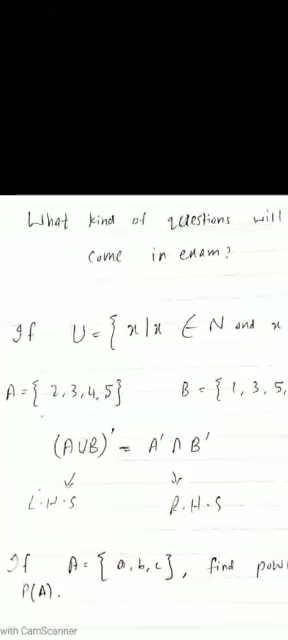 What kind of questions will
come in exam?
If U = { x | x ∈ N and x
A = { 2, 3, 4, 5 } B = { 1, 3, 5,
(A ∪ B)' = A' ∩ B'
L.H.S R.H.S
If A = { a, b, c }, find pow
P(A).
with CamScanner